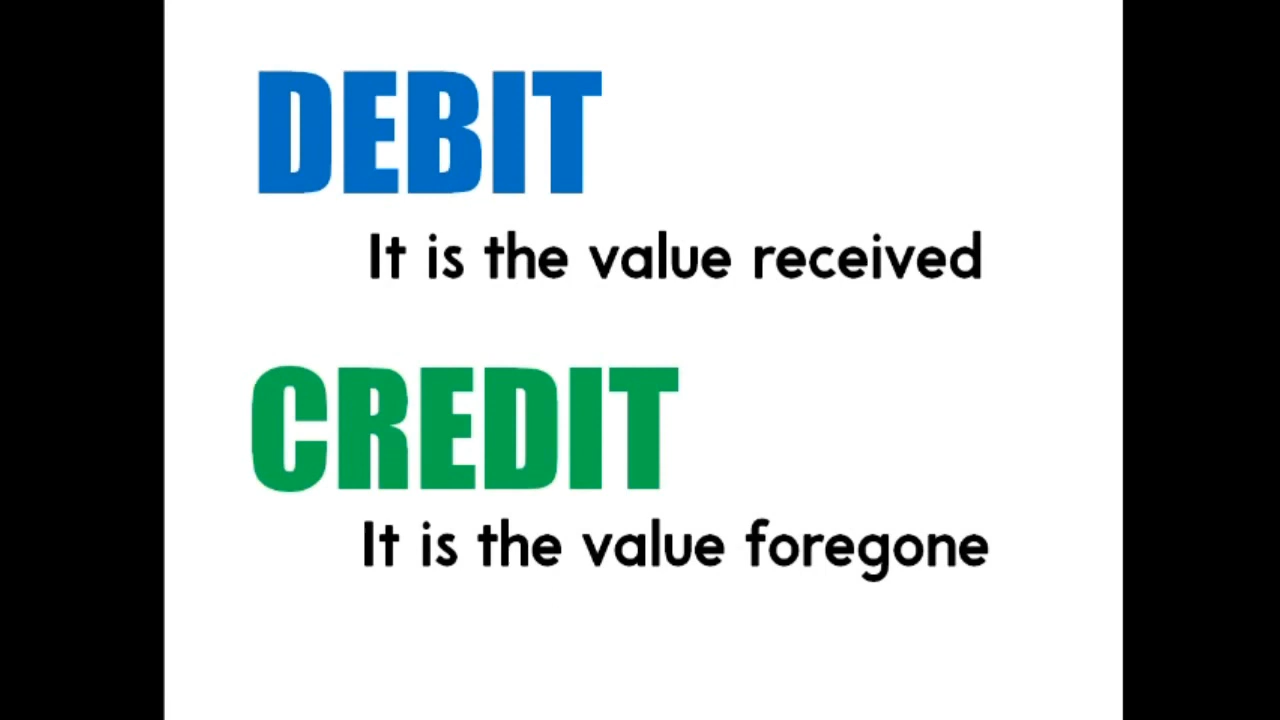 DEBIT
It is the value received
CREDIT
It is the value foregone